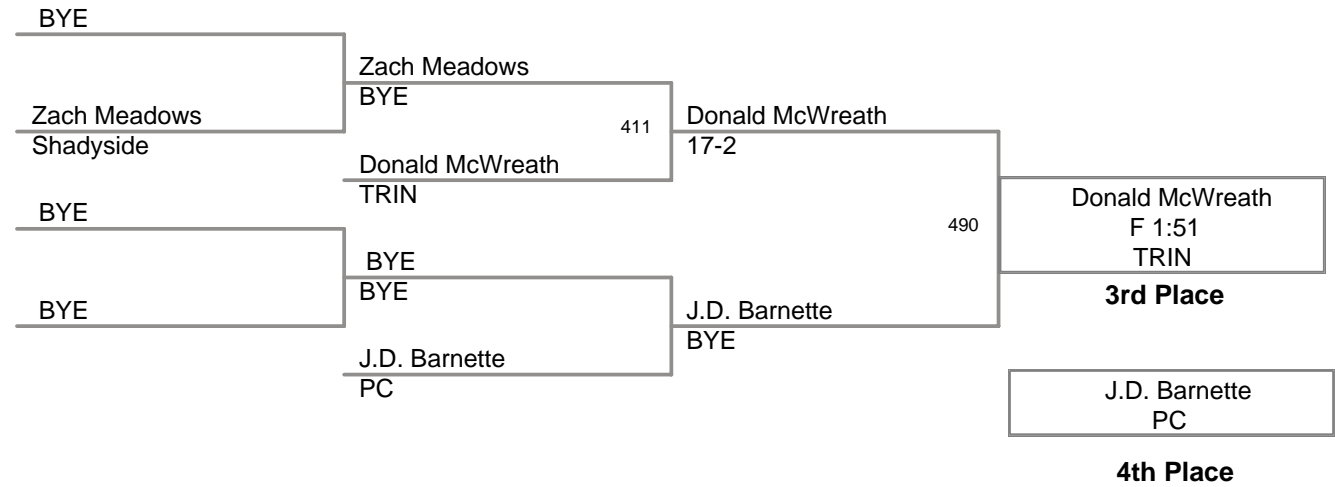 BYE
Zach Meadows
Shadyside
BYE
BYE
Zach Meadows
BYE
Donald McWreath
TRIN
BYE
BYE
J.D. Barnette
PC
411
Donald McWreath
17-2
J.D. Barnette
BYE
490
Donald McWreath
F 1:51
TRIN
3rd Place
J.D. Barnette
PC
4th Place